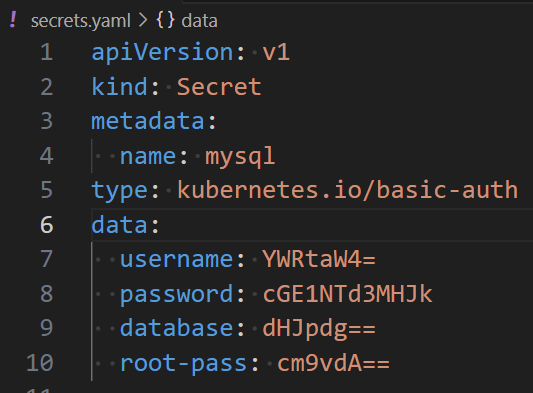 ! secrets.yaml > {} data
1 apiVersion: v1
2 kind: Secret
3 metadata:
4   name: mysql
5 type: kubernetes.io/basic-auth
6 data:
7   username: YWRtaW4=
8   password: cGE1NTd3MHJk
9   database: dHJpdg==
10   root-pass: cm9vdA==
11